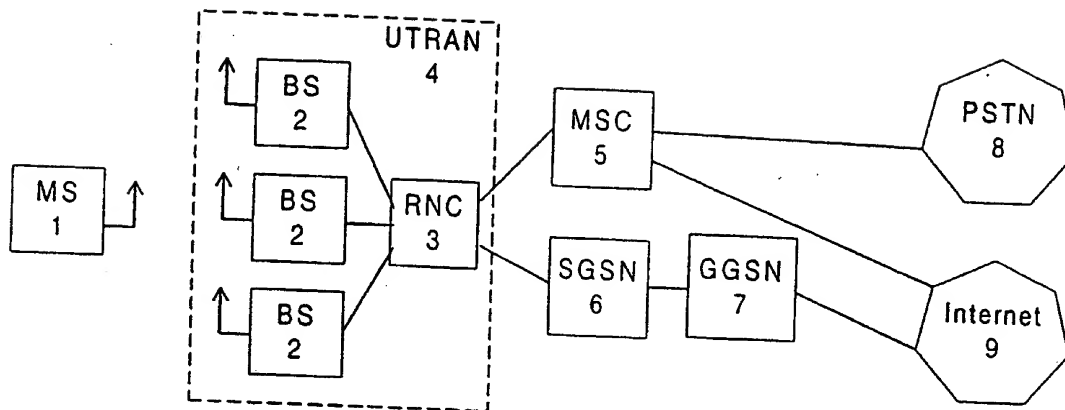 UTRAN
4
BS
2
BS
2
BS
2
MS
1
RNC
3
MSC
5
SGSN
6
GGSN
7
PSTN
8
Internet
9